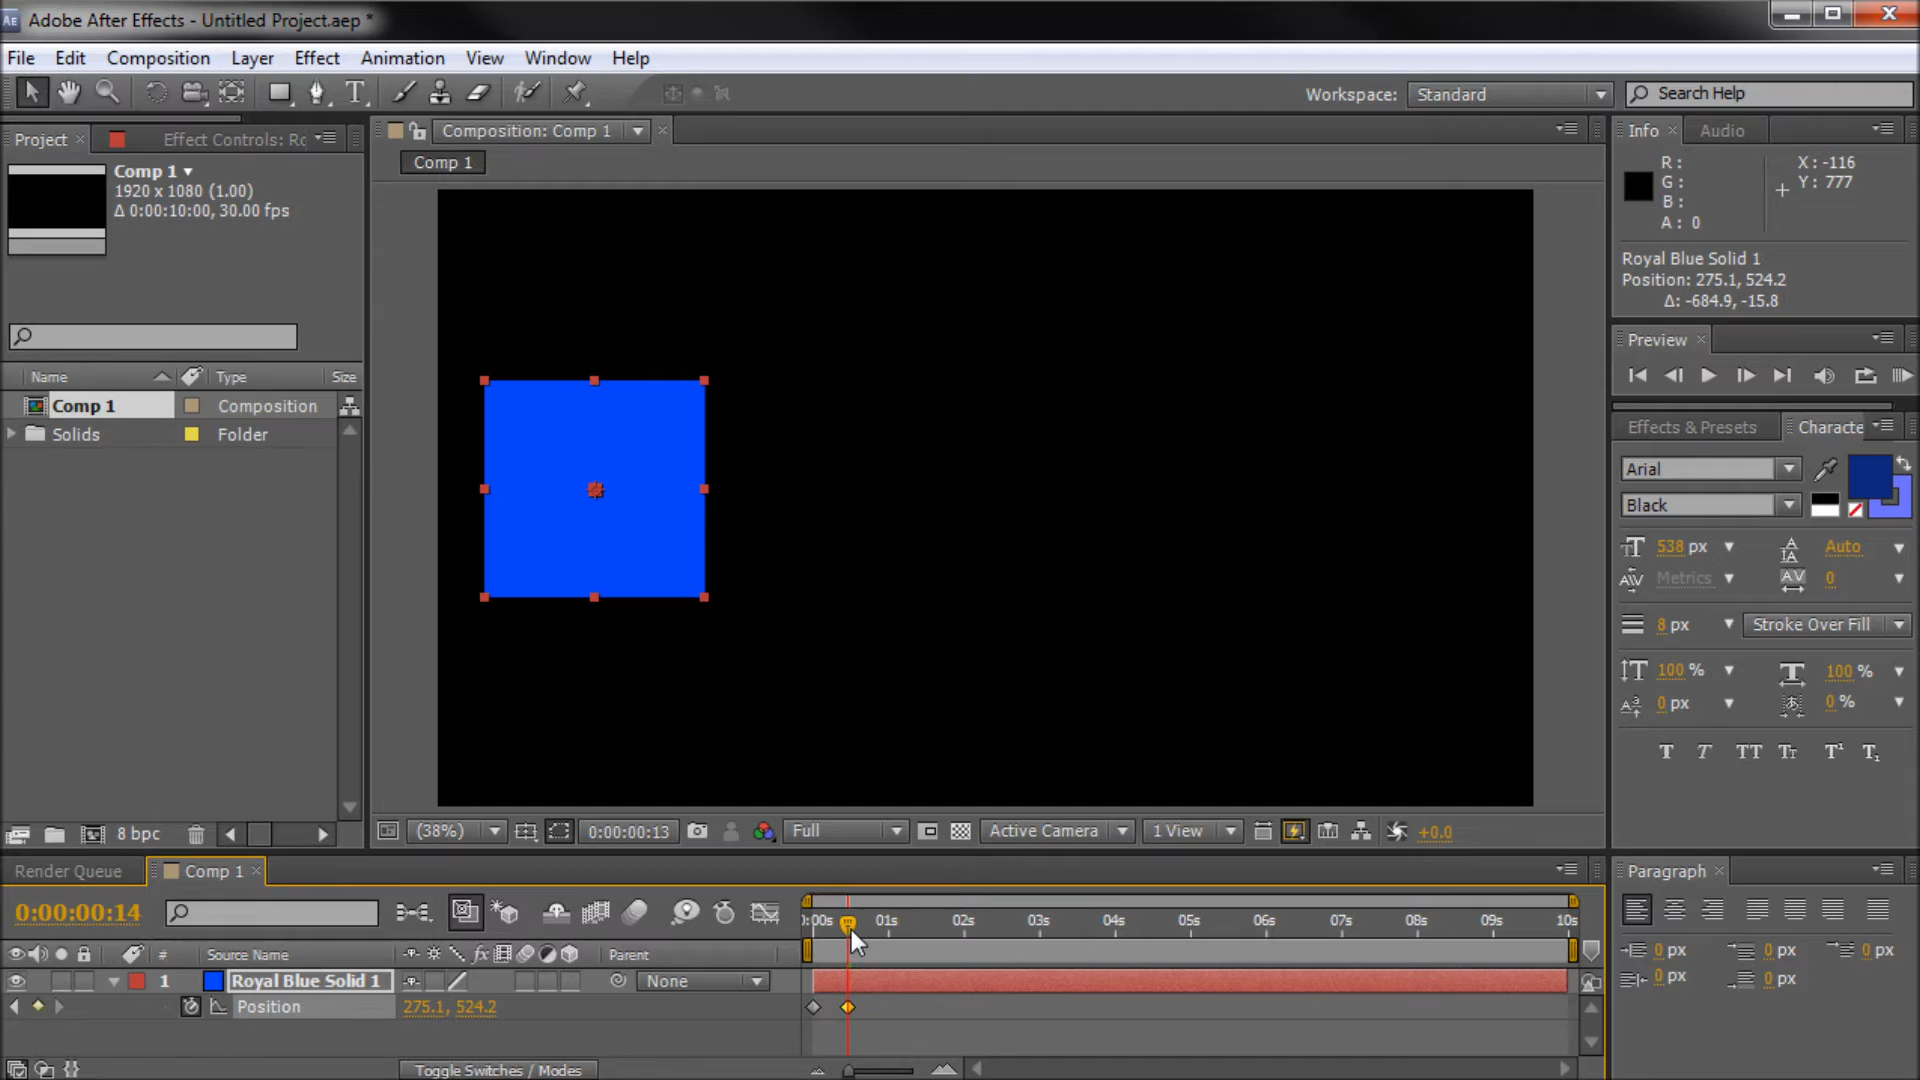 Adobe After Effects - Untitled Project.aep *
File Edit Composition Layer Effect Animation View Window Help
Workspace: Standard Search Help
Project Effect Controls: Ro
Comp 1
1920 x 1080 (1.00)
Δ 0:00:10:00, 30.00 fps
Name Type Size
Comp 1 Composition
Solids Folder
8 bpc
Composition: Comp 1
Comp 1
(38%) 0:00:00:13 Full Active Camera 1 View +0.0
Info Audio
R :
G :
B :
A : 0
X : -116
Y : 777
Royal Blue Solid 1
Position: 275.1, 524.2
Δ: -684.9, -15.8
Preview
Effects & Presets Characte
Arial
Black
538 px Auto
Metrics 0
8 px Stroke Over Fill
100 % 100 %
0 px 0 %
T T TT Tт T¹ T₁
Render Queue Comp 1
0:00:00:14
):00s 01s 02s 03s 04s 05s 06s 07s 08s 09s 10s
# Source Name fx Parent
1 Royal Blue Solid 1 None
Position 275.1, 524.2
Toggle Switches / Modes
Paragraph
0 px 0 px 0 px
0 px 0 px